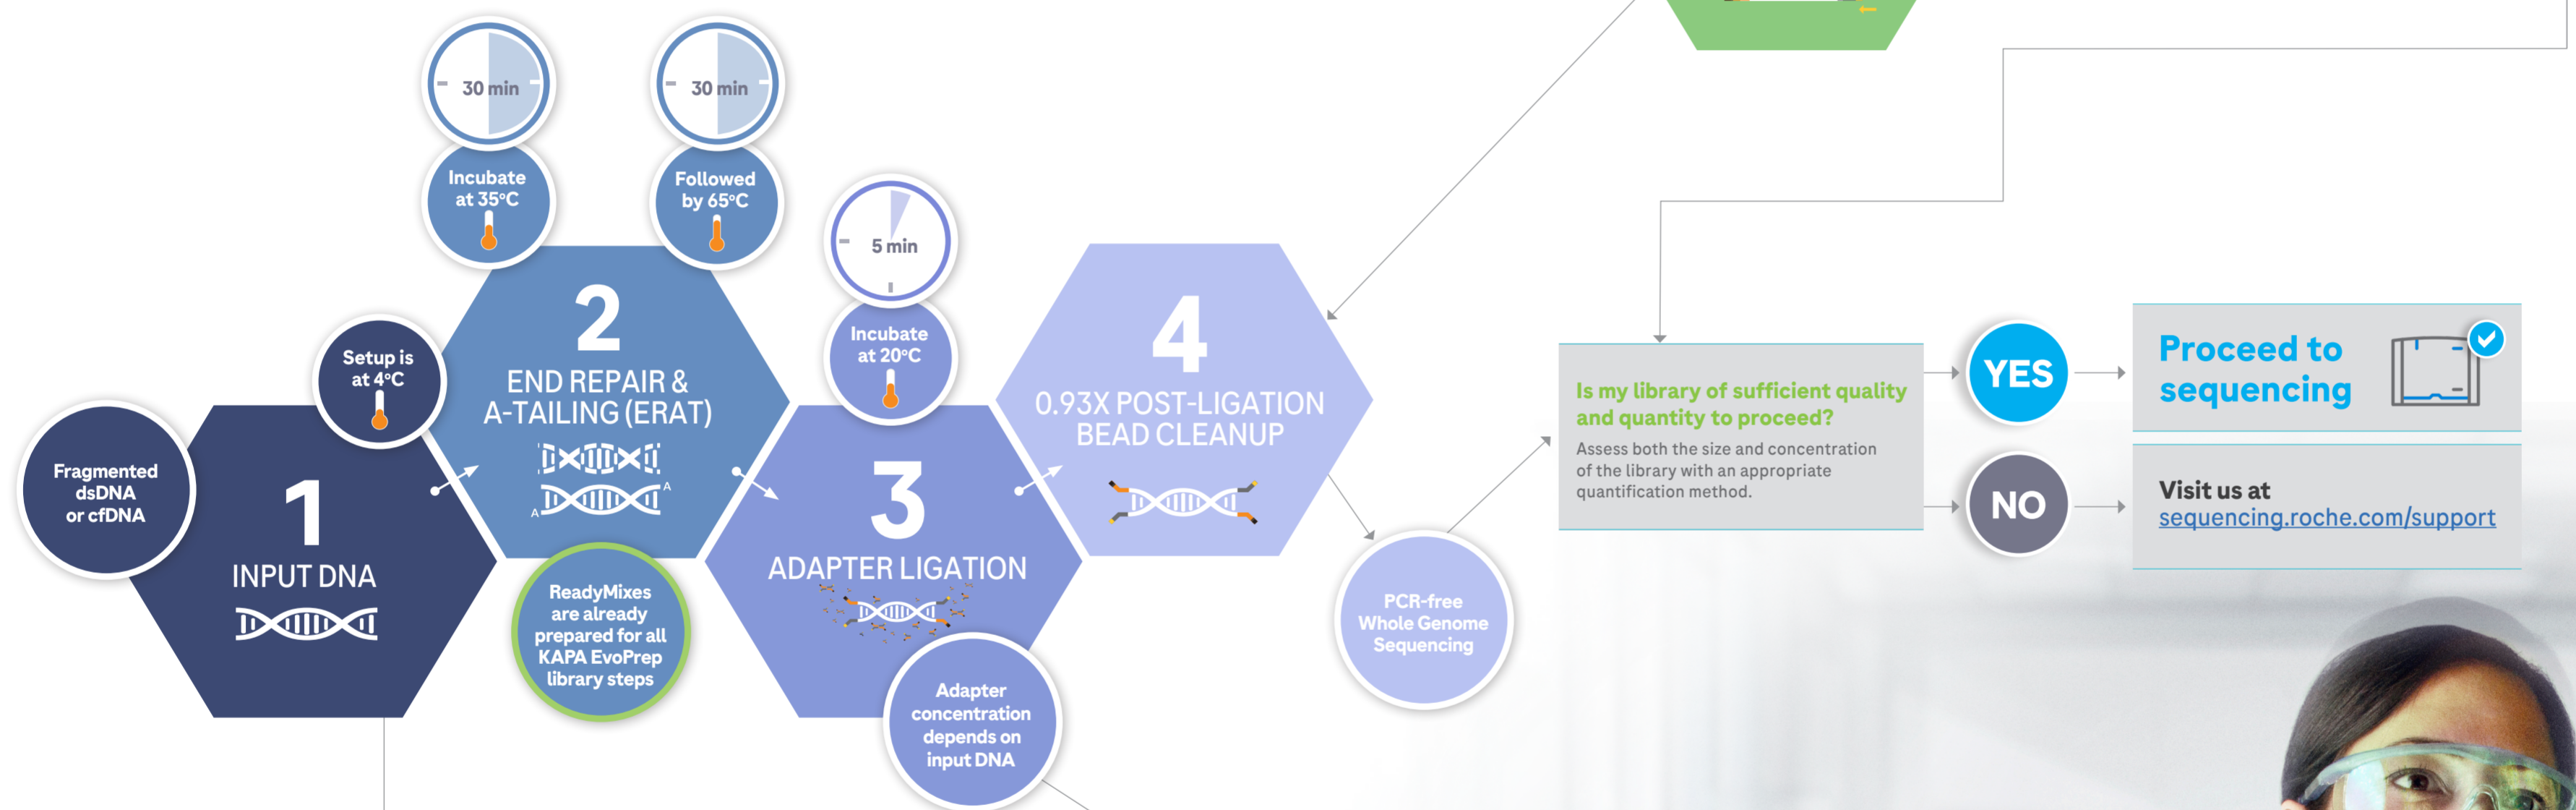 Fragmented
dsDNA
or cfDNA
1
INPUT DNA
Setup is
at 4°C
30 min
Incubate
at 35°C
30 min
Followed
by 65°C
2
END REPAIR &
A-TAILING (ERAT)
A
A
ReadyMixes
are already
prepared for all
KAPA EvoPrep
library steps
5 min
Incubate
at 20°C
3
ADAPTER LIGATION
Adapter
concentration
depends on
input DNA
4
0.93X POST-LIGATION
BEAD CLEANUP
PCR-free
Whole Genome
Sequencing
Is my library of sufficient quality
and quantity to proceed?
Assess both the size and concentration
of the library with an appropriate
quantification method.
YES
Proceed to
sequencing
NO
Visit us at
sequencing.roche.com/support